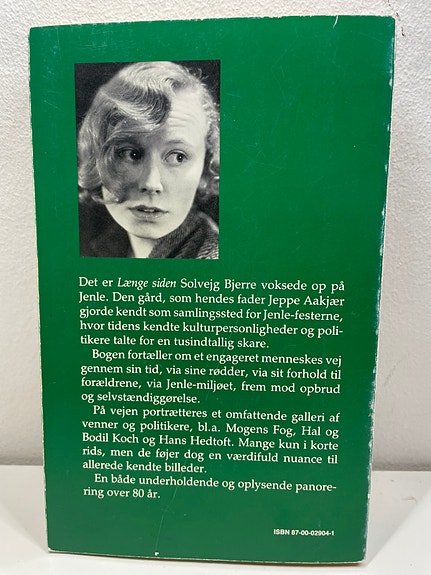 Det er Længe siden Solvejg Bjerre voksede op på
Jenle. Den gård, som hendes fader Jeppe Aakjær
gjorde kendt som samlingssted for Jenle-festerne,
hvor tidens kendte kulturpersonligheder og poli-
tikere talte for en tusindtallig skare.
Bogen fortæller om et engageret menneskes vej
gennem sin tid, via sine rødder, via sit forhold til
forældrene, via Jenle-miljøet, frem mod opbrud
og selvstændiggørelse.
På vejen portrætteres et omfattende galleri af
venner og politikere, bl.a. Mogens Fog, Hal og
Bodil Koch og Hans Hedtoft. Mange kun i korte
rids, men de føjer dog en værdifuld nuance til
allerede kendte billeder.
En både underholdende og oplysende panore-
ring over 80 år.
ISBN 87-00-02904-1